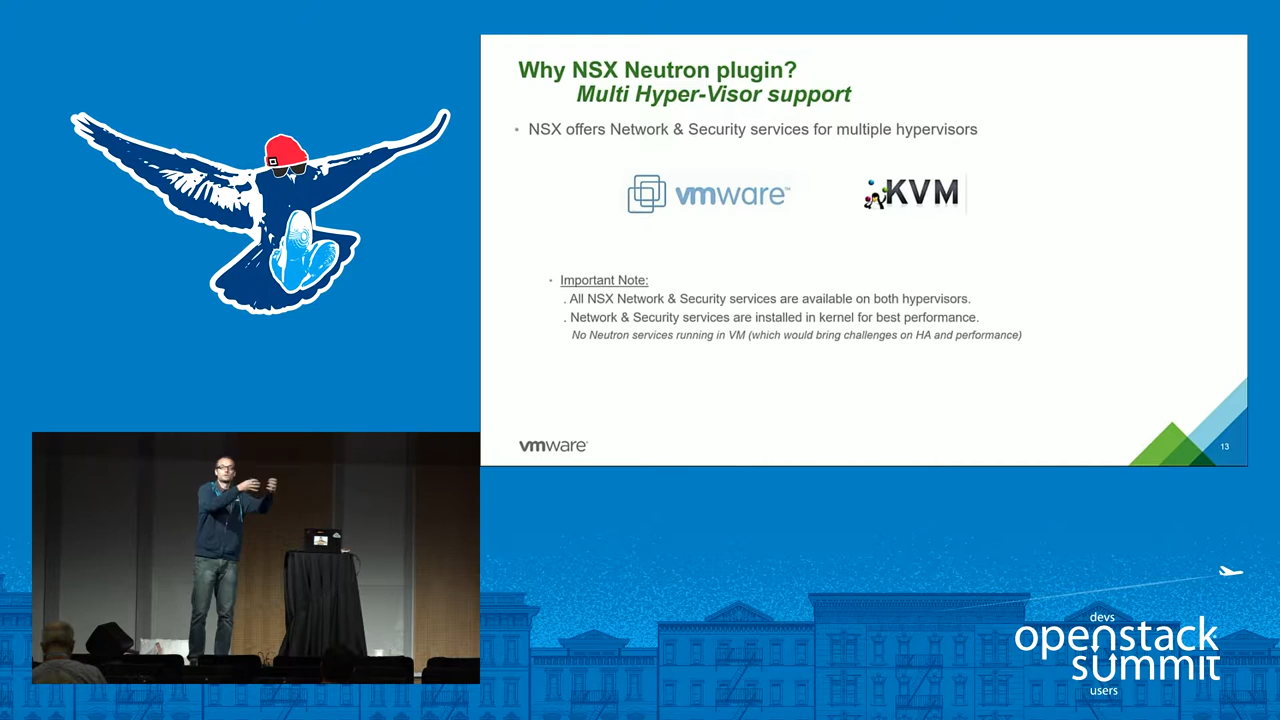 Why NSX Neutron plugin?
Multi Hyper-Visor support
• NSX offers Network & Security services for multiple hypervisors
vmware™
KVM
• Important Note:
. All NSX Network & Security services are available on both hypervisors.
. Network & Security services are installed in kernel for best performance.
No Neutron services running in VM (which would bring challenges on HA and performance)
vmware®
13
devs
openstack
summit
users